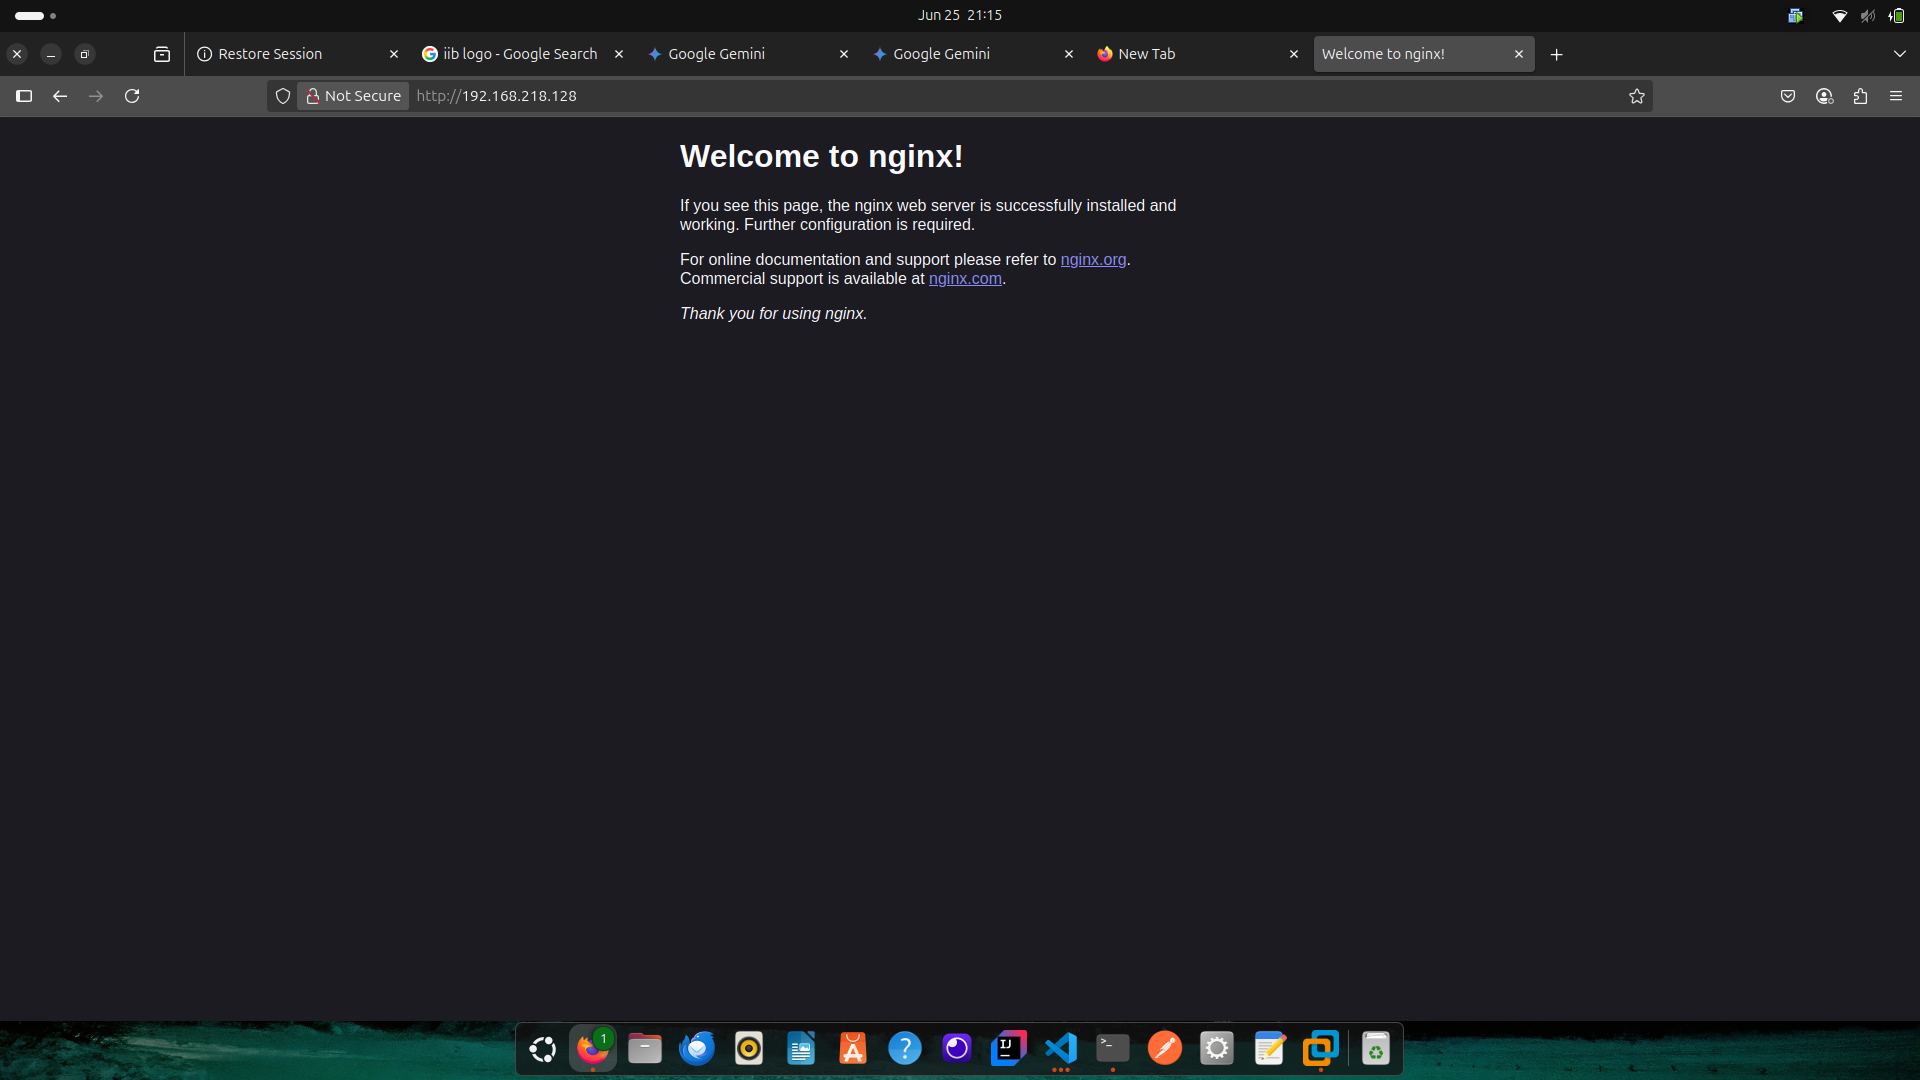 Jun 25 21:15
Restore Session
iib logo - Google Search
Google Gemini
Google Gemini
New Tab
Welcome to nginx!
Not Secure
http://192.168.218.128
Welcome to nginx!
If you see this page, the nginx web server is successfully installed and
working. Further configuration is required.
For online documentation and support please refer to nginx.org.
Commercial support is available at nginx.com.
Thank you for using nginx.
1
IJ
>_